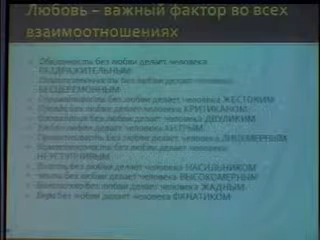 Любовь – важный фактор во всех
взаимоотношениях
Обязанность без любви делает человека
РАЗДРАЖИТЕЛЬНЫМ
Ответственность без любви делает человека
БЕСЦЕРЕМОННЫМ
Справедливость без любви делает человека ЖЕСТОКИМ
Правда без любви делает человека КРИТИКАНОМ
без любви делает человека ДВУЛИКИМ
без любви делает человека ХИТРЫМ
Приветливость без любви делает человека ЛИЦЕМЕРНЫМ
без любви делает человека
НЕУСТУПЧИВЫМ
Власть без любви делает человека НАСИЛЬНИКОМ
Честь без любви делает человека ВЫСОКОМЕРНЫМ
Богатство без любви делает человека ЖАДНЫМ
Вера без любви делает человека ФАНАТИКОМ